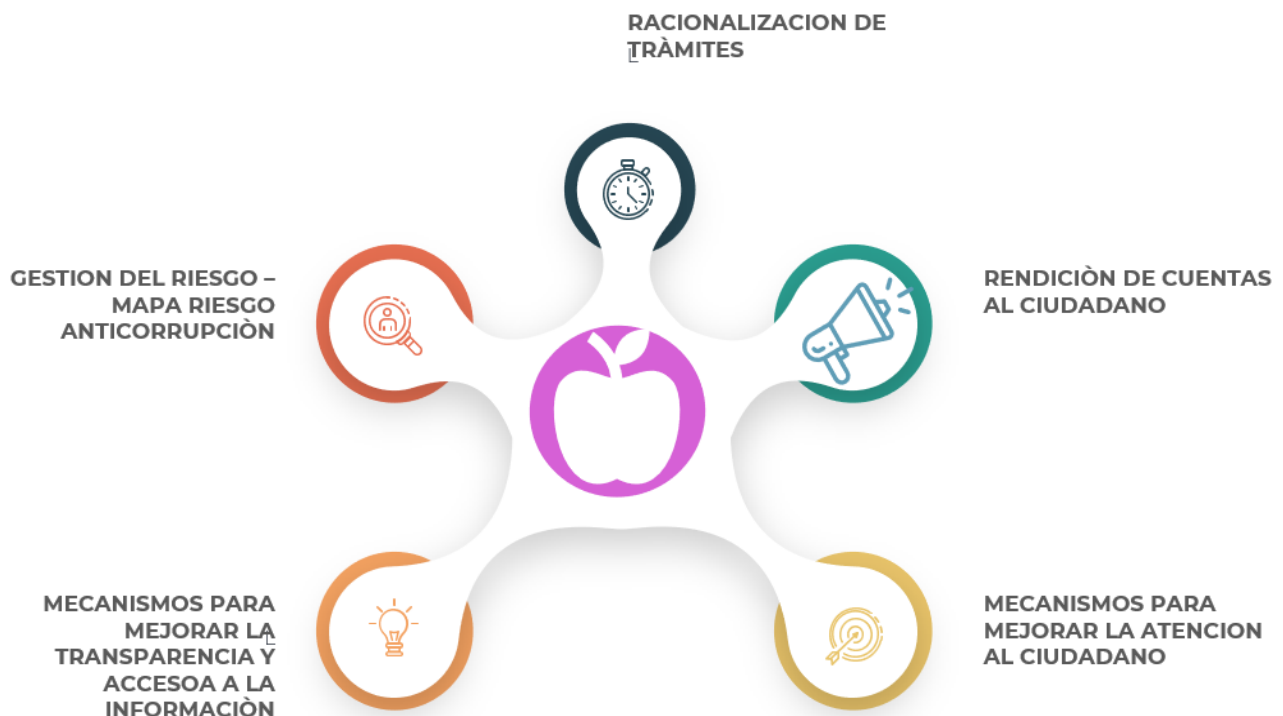 RACIONALIZACION DE
TRÀMITES
GESTION DEL RIESGO –
MAPA RIESGO
ANTICORRUPCIÒN
RENDICIÒN DE CUENTAS
AL CIUDADANO
MECANISMOS PARA
MEJORAR LA
TRANSPARENCIA Y
ACCESOA A LA
INFORMACIÒN
MECANISMOS PARA
MEJORAR LA ATENCION
AL CIUDADANO